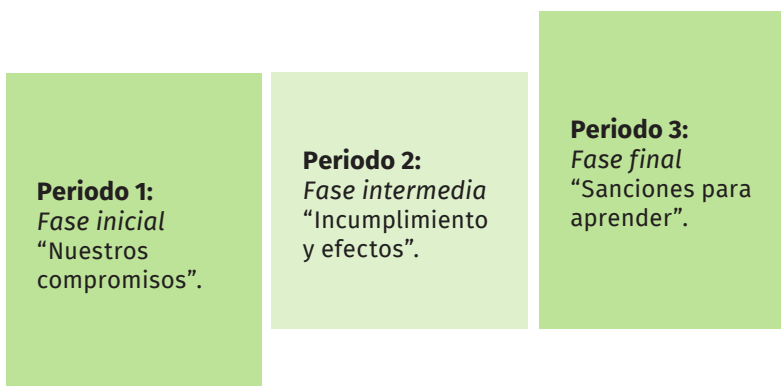 Periodo 1:
Fase inicial
“Nuestros
compromisos”.
Periodo 2:
Fase intermedia
“Incumplimiento
y efectos”.
Periodo 3:
Fase final
“Sanciones para
aprender”.